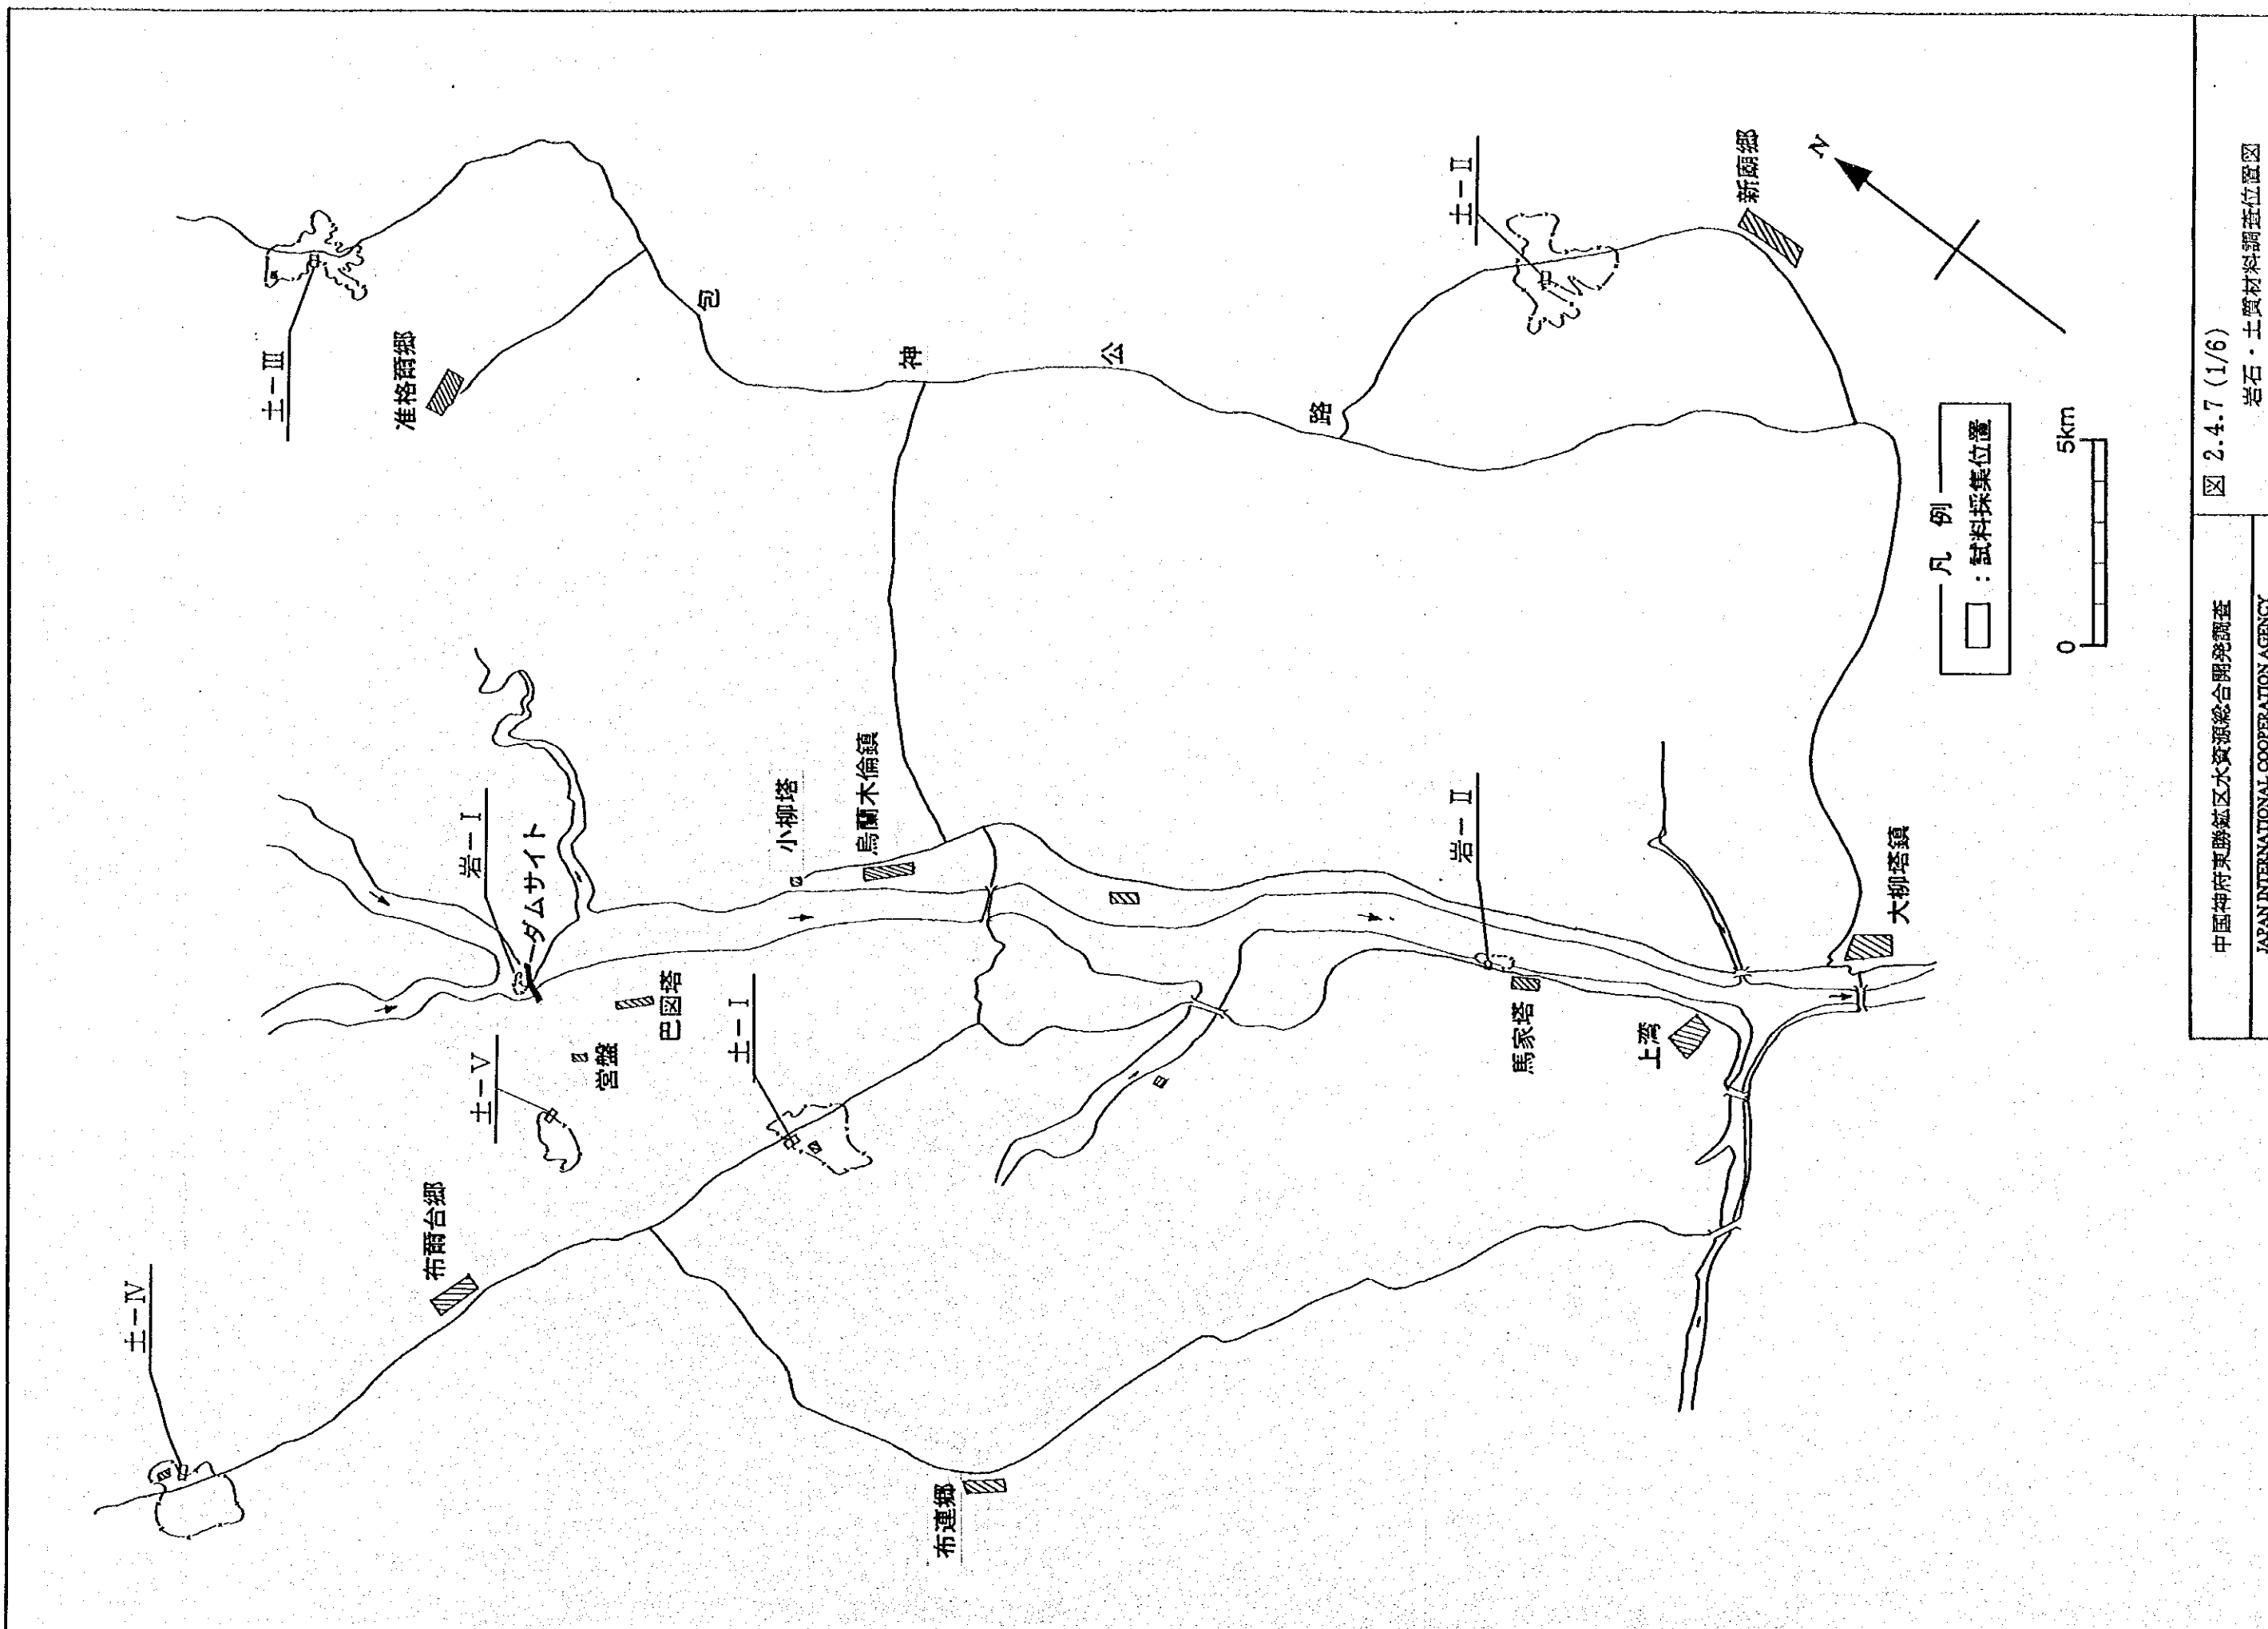 土-Ⅲ
准格爾郷
包
神
公
路
土-Ⅱ
新廟郷
N
岩-Ⅰ
ダムサイト
小柳塔
烏蘭木倫鎮
岩-Ⅱ
大柳塔鎮
土-Ⅳ
布爾台郷
土-Ⅴ
営盤
巴図塔
土-Ⅰ
馬家塔
上湾
布連郷
凡 例
：試料採集位置
0 5km
図 2.4.7 (1/6)
岩石・土質材料調査位置図
中国神府東勝鉱区水資源総合開発調査
JAPAN INTERNATIONAL COOPERATION AGENCY